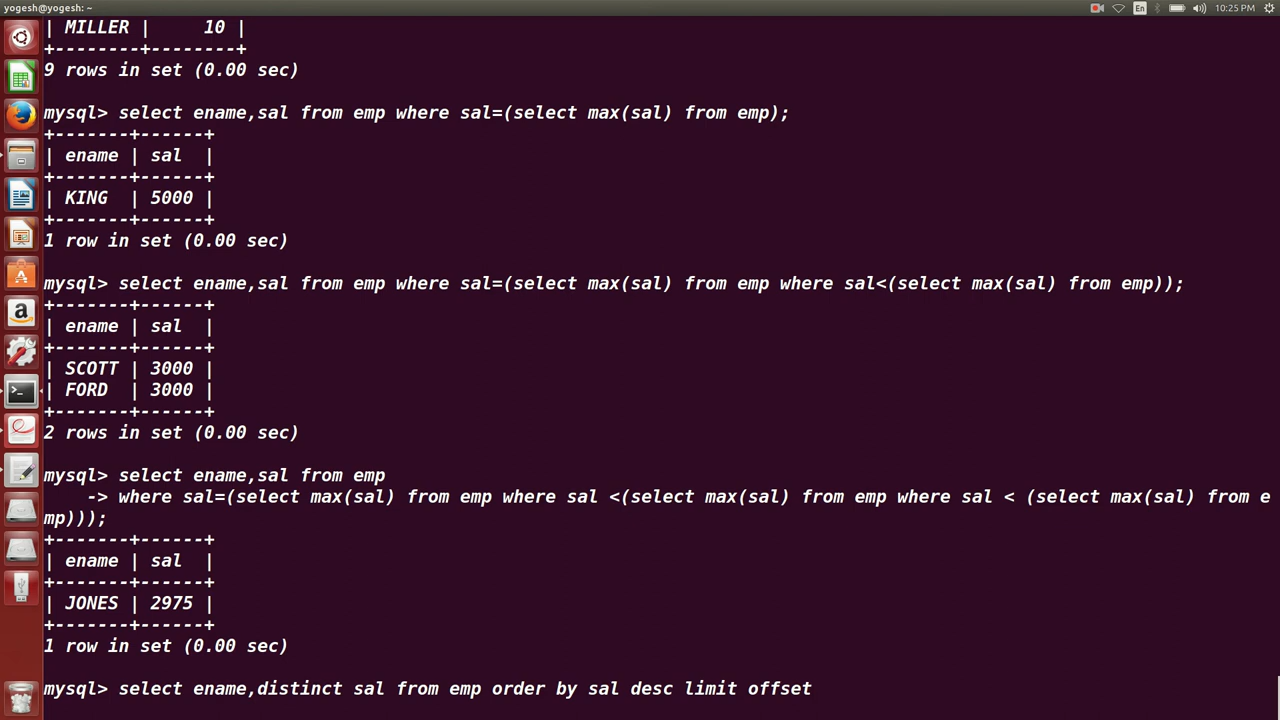 yogesh@yogesh: ~
En
10:25 PM
| MILLER |     10 |
+--------+--------+
9 rows in set (0.00 sec)
mysql> select ename,sal from emp where sal=(select max(sal) from emp);
+-------+------+
| ename | sal  |
+-------+------+
| KING  | 5000 |
+-------+------+
1 row in set (0.00 sec)
mysql> select ename,sal from emp where sal=(select max(sal) from emp where sal<(select max(sal) from emp));
+-------+------+
| ename | sal  |
+-------+------+
| SCOTT | 3000 |
| FORD  | 3000 |
+-------+------+
2 rows in set (0.00 sec)
mysql> select ename,sal from emp
    -> where sal=(select max(sal) from emp where sal <(select max(sal) from emp where sal < (select max(sal) from e
mp)));
+-------+------+
| ename | sal  |
+-------+------+
| JONES | 2975 |
+-------+------+
1 row in set (0.00 sec)
mysql> select ename,distinct sal from emp order by sal desc limit offset